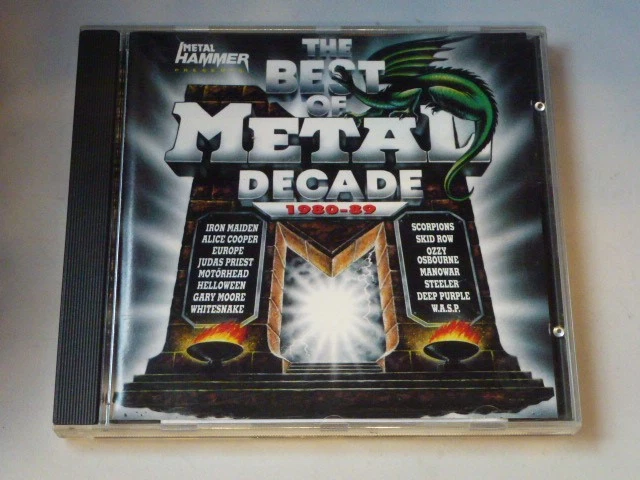 METAL
HAMMER
PRESENTS
THE
BEST
OF
METAL
DECADE
1980-89
IRON MAIDEN
ALICE COOPER
EUROPE
JUDAS PRIEST
MOTÖRHEAD
HELLOWEEN
GARY MOORE
WHITESNAKE
SCORPIONS
SKID ROW
OZZY
OSBOURNE
MANOWAR
STEELER
DEEP PURPLE
W.A.S.P.